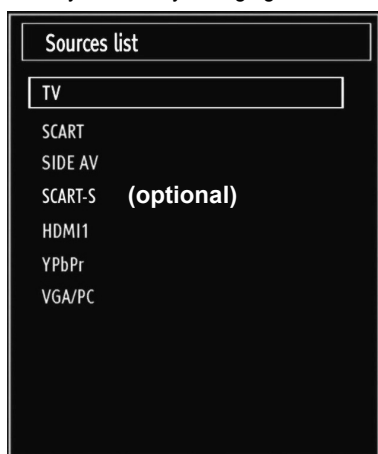 Sources list
TV
SCART
SIDE AV
SCART-S (optional)
HDMI1
YPbPr
VGA/PC